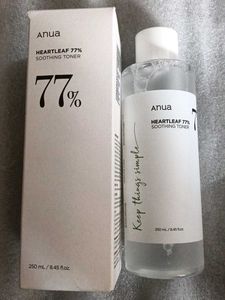 Anua
HEARTLEAF 77%
SOOTHING TONER
77%
250 mL / 8.45 fl.oz.
Anua
HEARTLEAF 77%
SOOTHING TONER
7
Keep things simple
250 mL / 8.45 fl.oz.